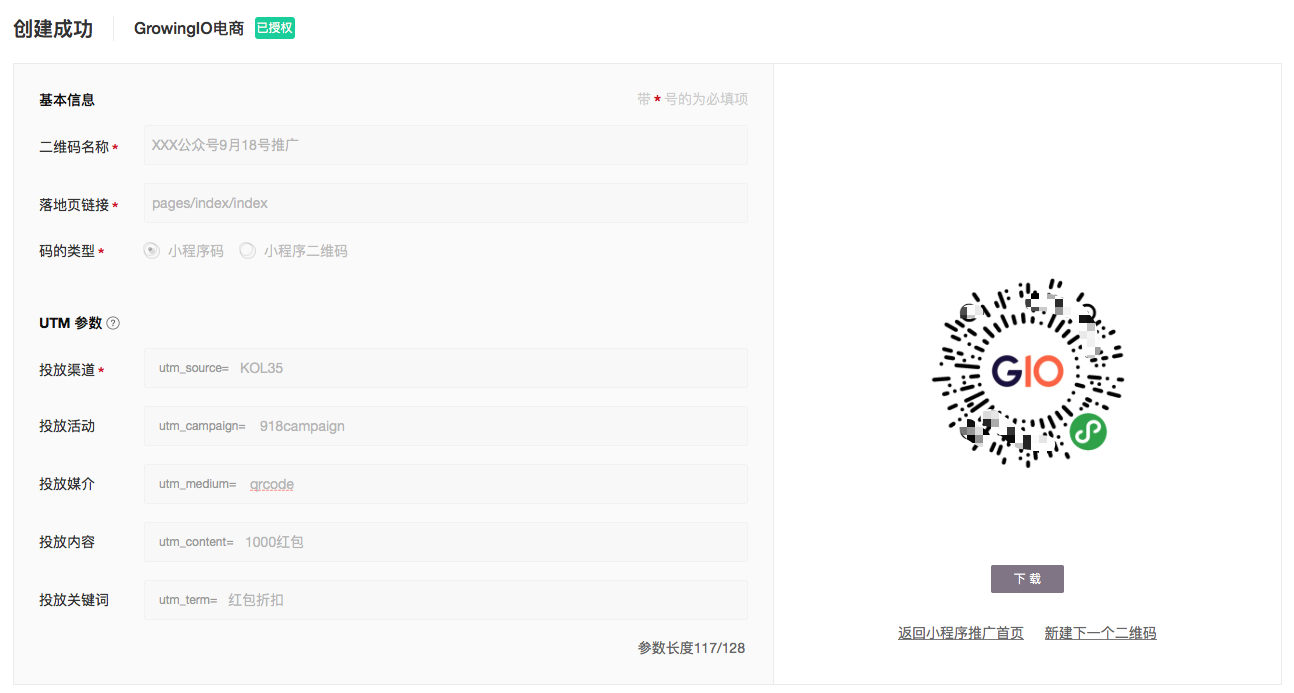 创建成功 GrowingIO电商 已授权
基本信息 带*号的为必填项
二维码名称* XXX公众号9月18号推广
落地页链接* pages/index/index
码的类型* 小程序码 小程序二维码
UTM 参数 ?
投放渠道* utm_source= KOL35
投放活动 utm_campaign= 918campaign
投放媒介 utm_medium= qrcode
投放内容 utm_content= 1000红包
投放关键词 utm_term= 红包折扣
参数长度117/128
GIO
下载
返回小程序推广首页 新建下一个二维码